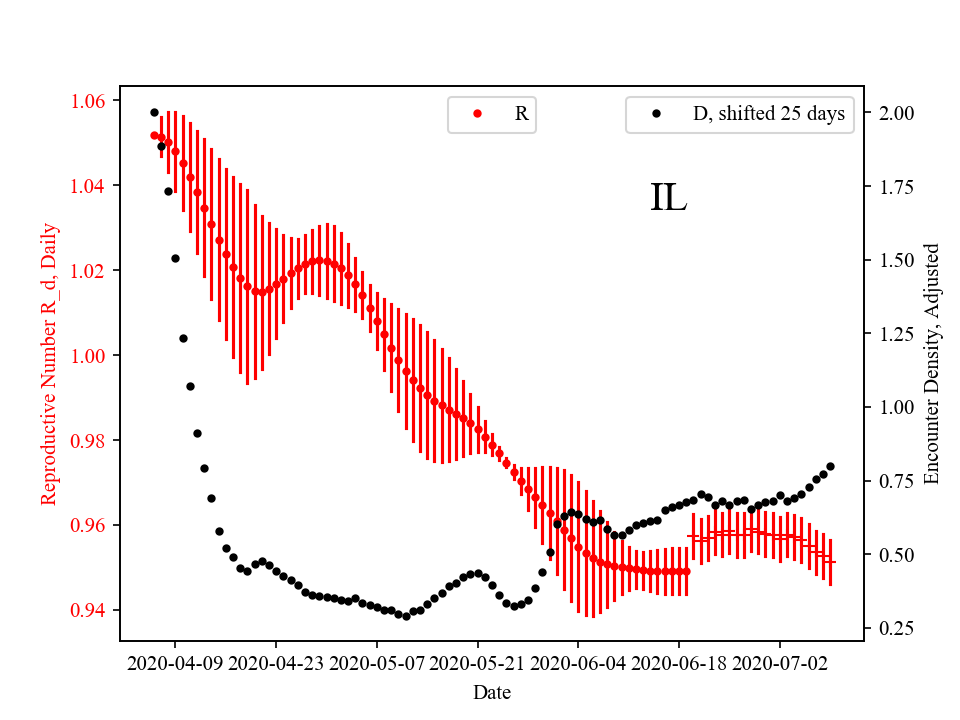 R
D, shifted 25 days
IL
Reproductive Number R_d, Daily
1.06
1.04
1.02
1.00
0.98
0.96
0.94
2.00
1.75
1.50
1.25
1.00
0.75
0.50
0.25
Encounter Density, Adjusted
2020-04-09 2020-04-23 2020-05-07 2020-05-21 2020-06-04 2020-06-18 2020-07-02
Date